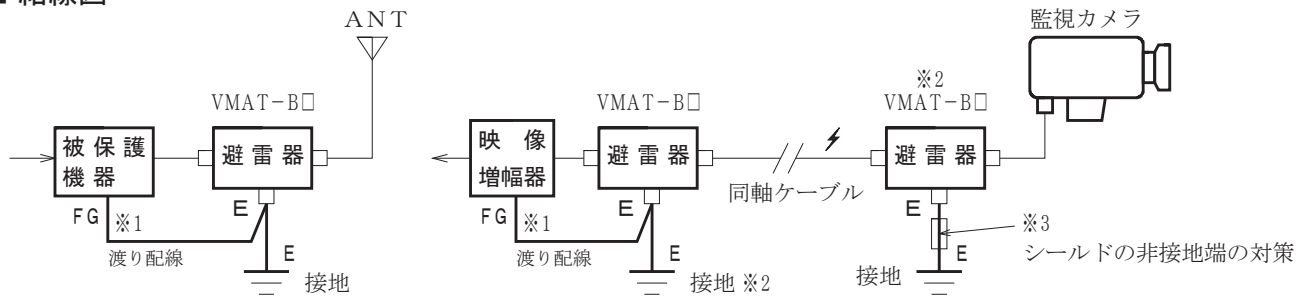 結線図
ANT
監視カメラ
※2
VMAT-B□
VMAT-B□
VMAT-B□
被保護
機器
避雷器
映像
増幅器
避雷器
避雷器
同軸ケーブル
E
E
E
FG
※1
FG
※1
※3
渡り配線
E
渡り配線
E
E
シールドの非接地端の対策
接地
接地※2
接地